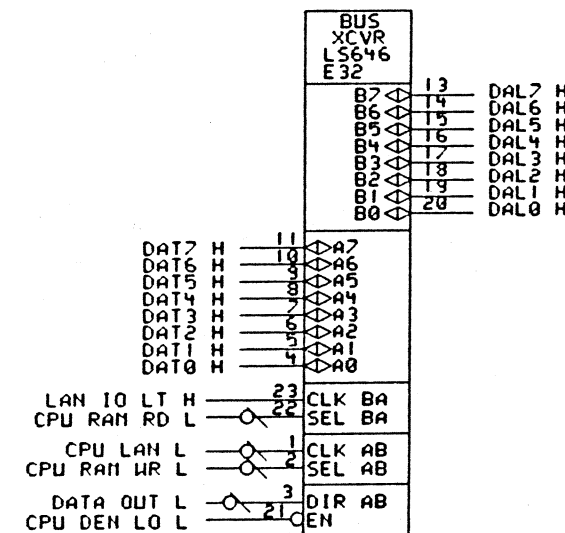 BUS
XCVR
LS646
E32
B7 13 DAL7 H
B6 14 DAL6 H
B5 15 DAL5 H
B4 16 DAL4 H
B3 17 DAL3 H
B2 18 DAL2 H
B1 19 DAL1 H
B0 20 DAL0 H
DAT7 H 11 A7
DAT6 H 10 A6
DAT5 H 9 A5
DAT4 H 8 A4
DAT3 H 7 A3
DAT2 H 6 A2
DAT1 H 5 A1
DAT0 H 4 A0
LAN IO LT H 23 CLK BA
CPU RAM RD L 22 SEL BA
CPU LAN L 1 CLK AB
CPU RAM WR L 2 SEL AB
DATA OUT L 3 DIR AB
CPU DEN LO L 21 EN